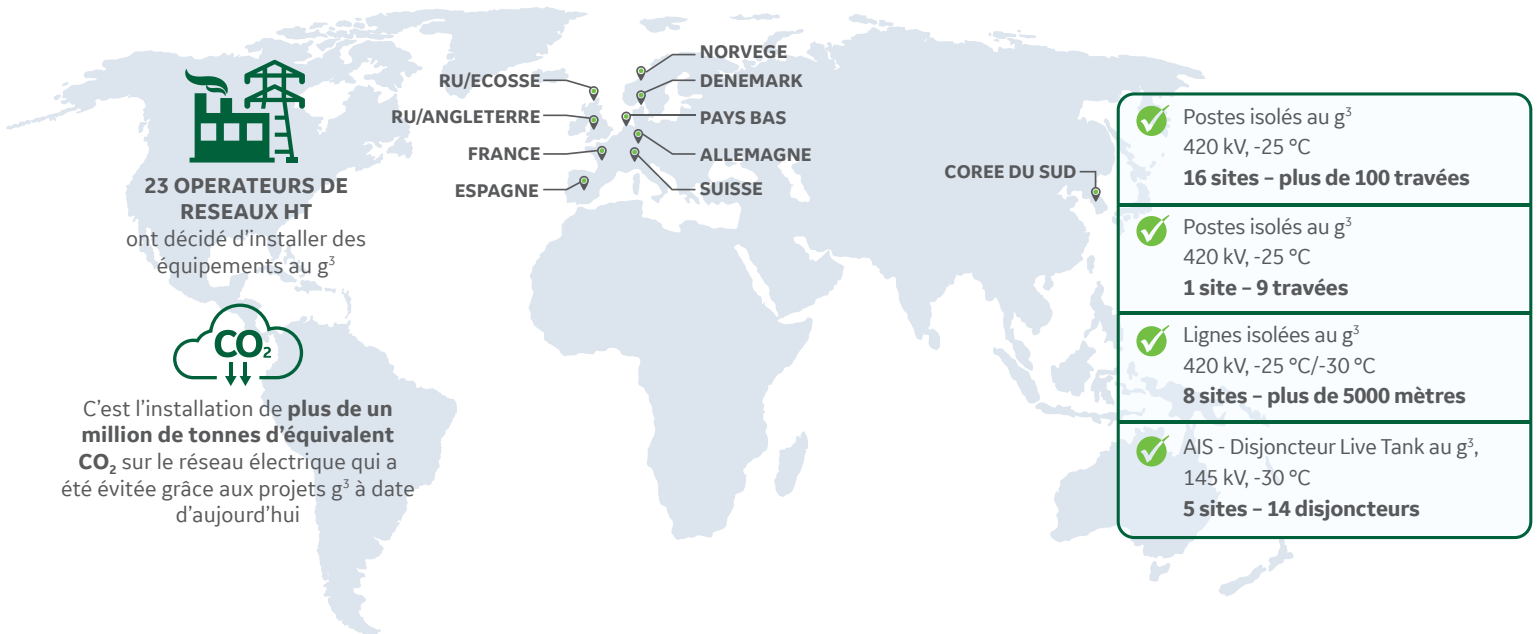 23 OPERATEURS DE
RESEAUX HT
ont décidé d’installer des
équipements au g³
CO₂
C’est l’installation de plus de un
million de tonnes d’équivalent
CO₂ sur le réseau électrique qui a
été évitée grâce aux projets g³ à date
d’aujourd’hui
RU/ECOSSE
RU/ANGLETERRE
FRANCE
ESPAGNE
NORVEGE
DENEMARK
PAYS BAS
ALLEMAGNE
SUISSE
COREE DU SUD
Postes isolés au g³
420 kV, -25 °C
16 sites – plus de 100 travées
Postes isolés au g³
420 kV, -25 °C
1 site – 9 travées
Lignes isolées au g³
420 kV, -25 °C/-30 °C
8 sites – plus de 5000 mètres
AIS - Disjoncteur Live Tank au g³,
145 kV, -30 °C
5 sites – 14 disjoncteurs